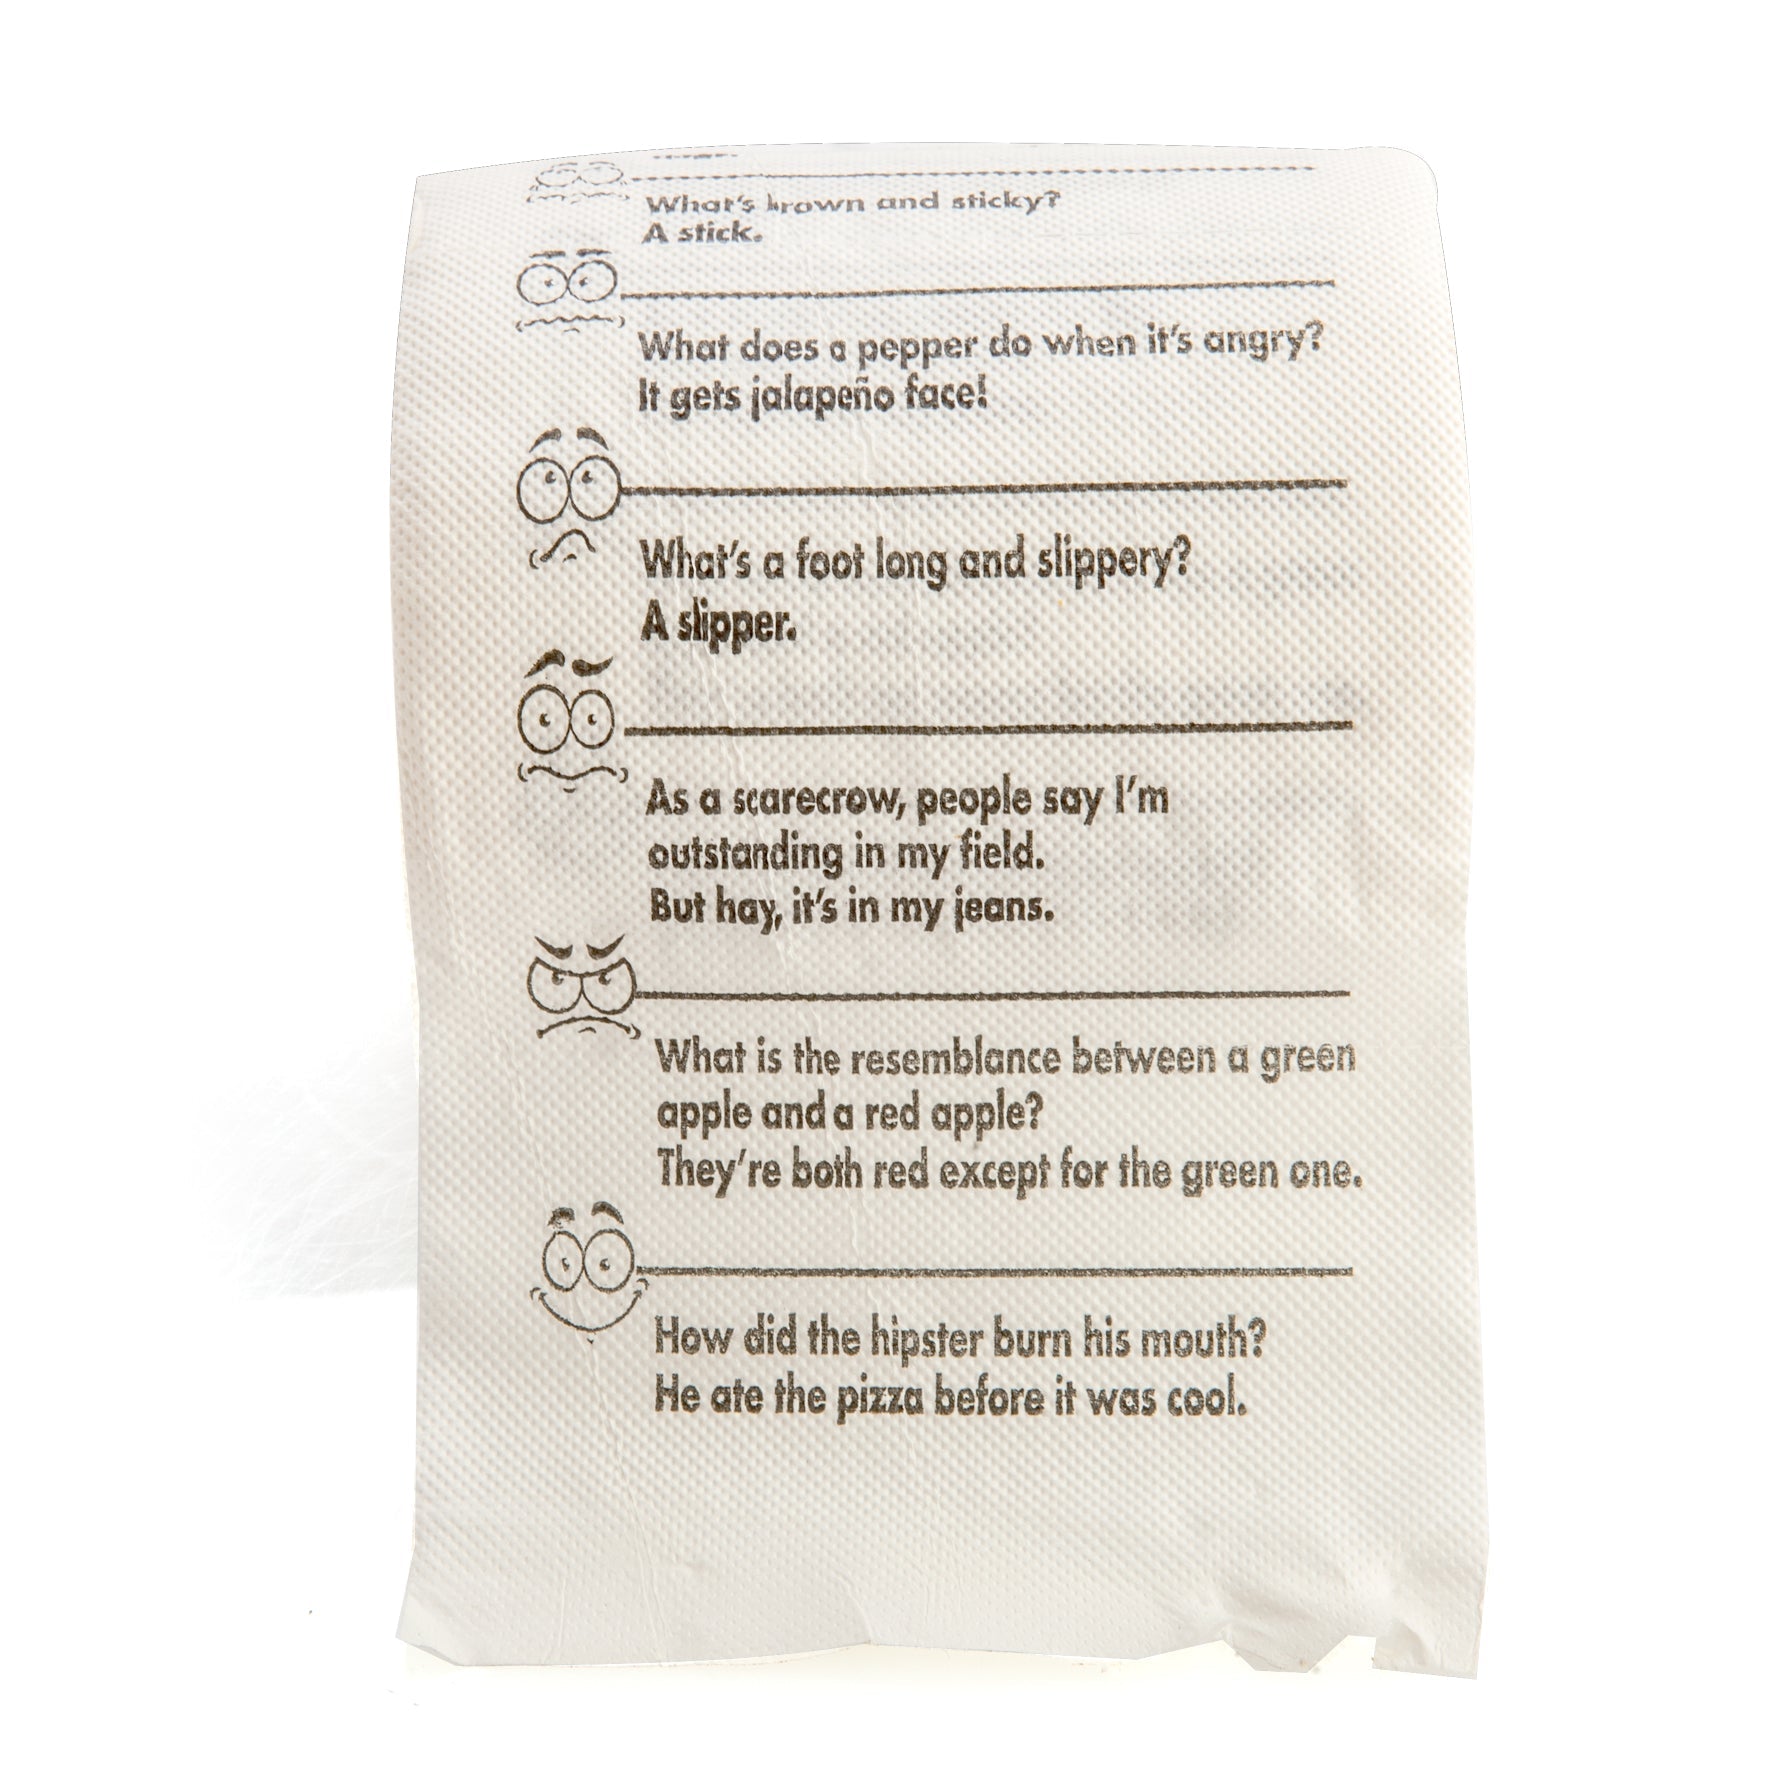 What's brown and sticky?
A stick.
What does a pepper do when it's angry?
It gets jalapeño face!
What's a foot long and slippery?
A slipper.
As a scarecrow, people say I'm
outstanding in my field.
But hay, it's in my jeans.
What is the resemblance between a green
apple and a red apple?
They're both red except for the green one.
How did the hipster burn his mouth?
He ate the pizza before it was cool.